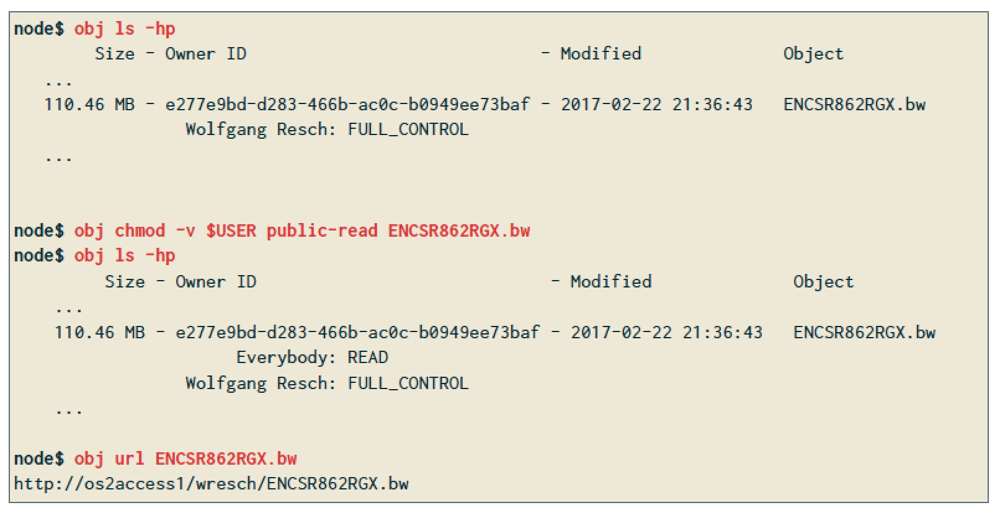 node$ obj ls -hp
Size - Owner ID - Modified Object
...
110.46 MB - e277e9bd-d283-466b-ac0c-b0949ee73baf - 2017-02-22 21:36:43 ENCSR862RGX.bw
Wolfgang Resch: FULL_CONTROL
...
node$ obj chmod -v $USER public-read ENCSR862RGX.bw
node$ obj ls -hp
Size - Owner ID - Modified Object
...
110.46 MB - e277e9bd-d283-466b-ac0c-b0949ee73baf - 2017-02-22 21:36:43 ENCSR862RGX.bw
Everybody: READ
Wolfgang Resch: FULL_CONTROL
...
node$ obj url ENCSR862RGX.bw
http://os2access1/wresch/ENCSR862RGX.bw